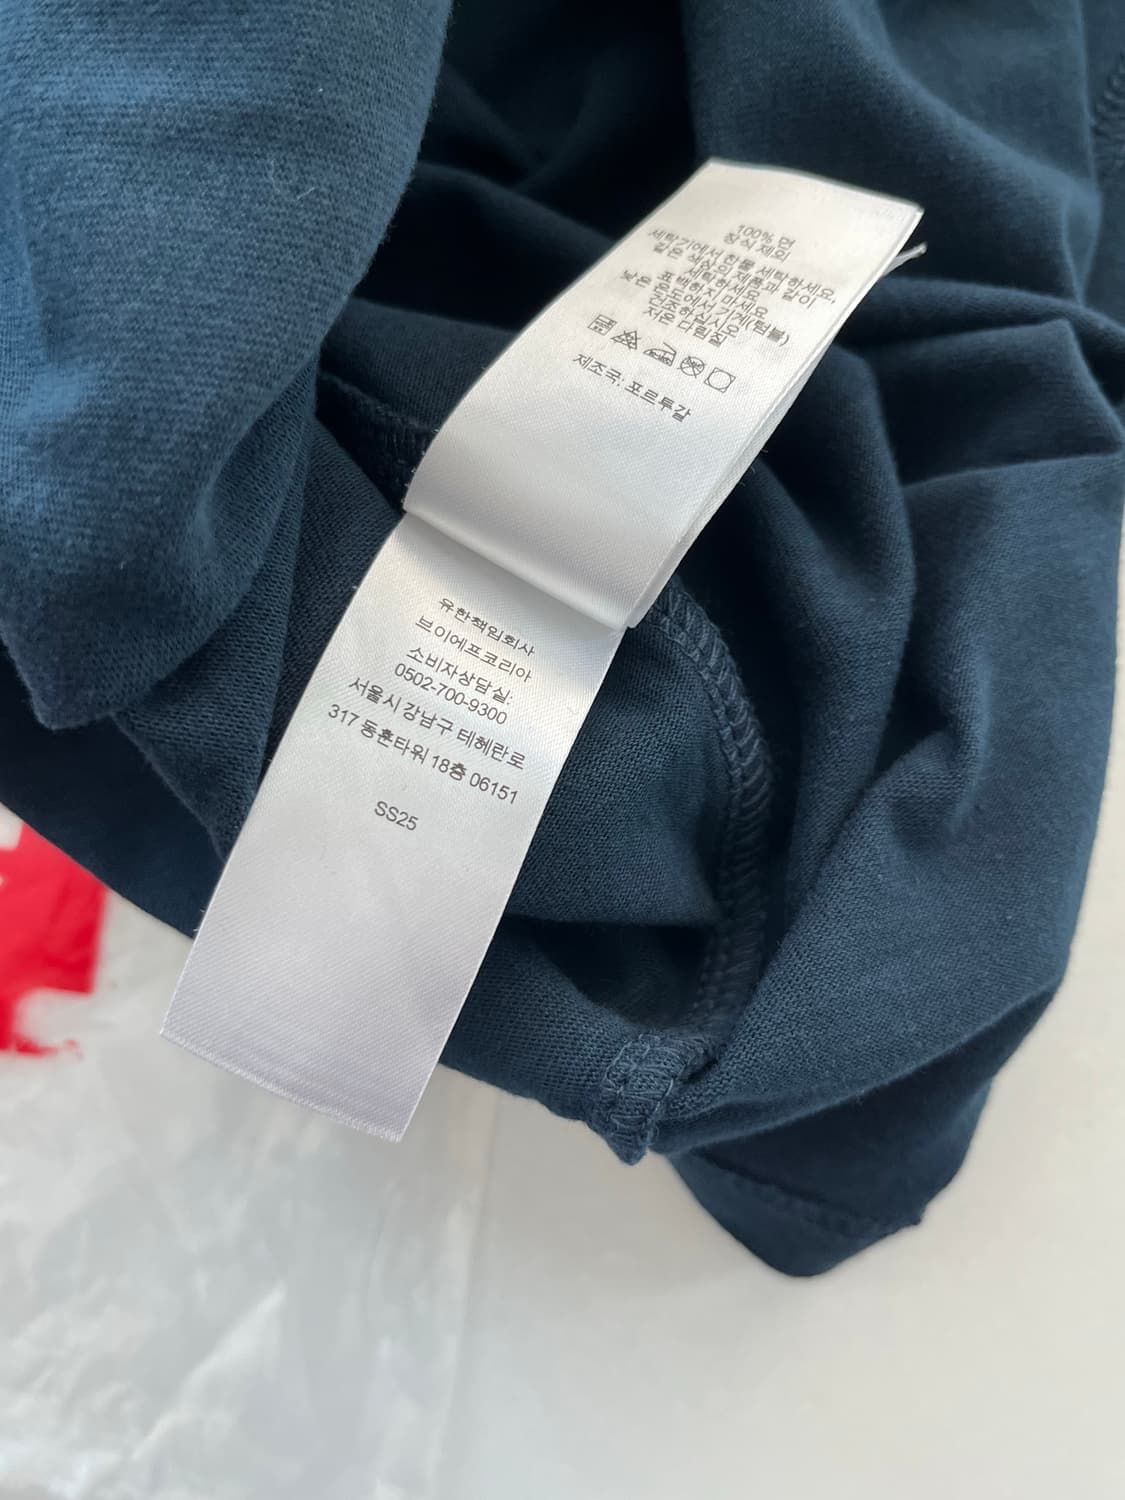 100% 면
장식 제외
세탁기에서 찬물 세탁하세요,
같은 색상의 제품과 같이
세탁하세요,
표백하지 마세요,
낮은 온도에서 기계(텀블)
건조하십시오
저온 다림질
제조국: 포르투갈
유한책임회사
브이에프코리아
소비자상담실:
0502-700-9300
서울시 강남구 테헤란로
317 동훈타워 18층 06151
SS25